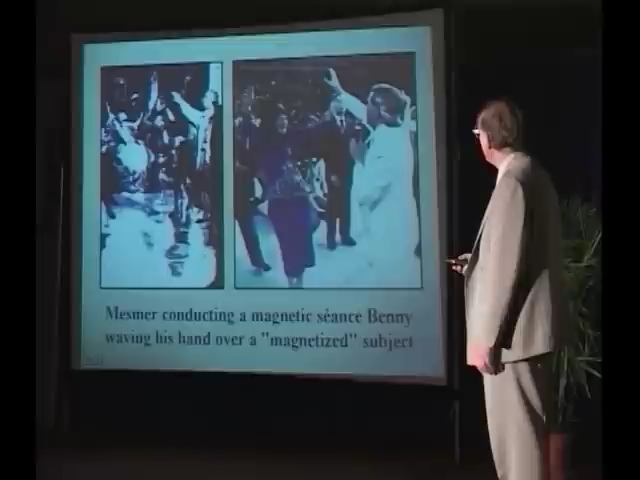 Mesmer conducting a magnetic séance Benny
waving his hand over a "magnetized" subject